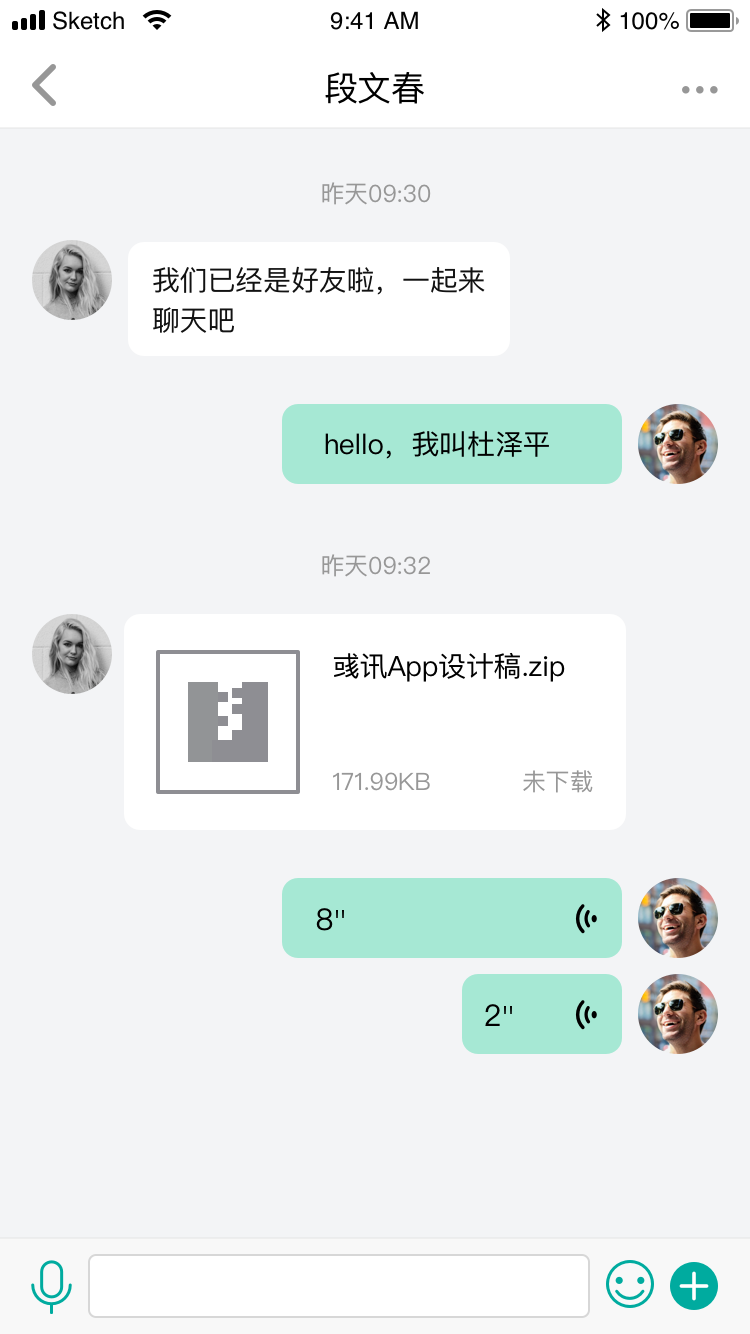 Sketch 9:41 AM 100%
段文春
昨天09:30
我们已经是好友啦，一起来
聊天吧
hello，我叫杜泽平
昨天09:32
彧讯App设计稿.zip
171.99KB 未下载
8"
2"